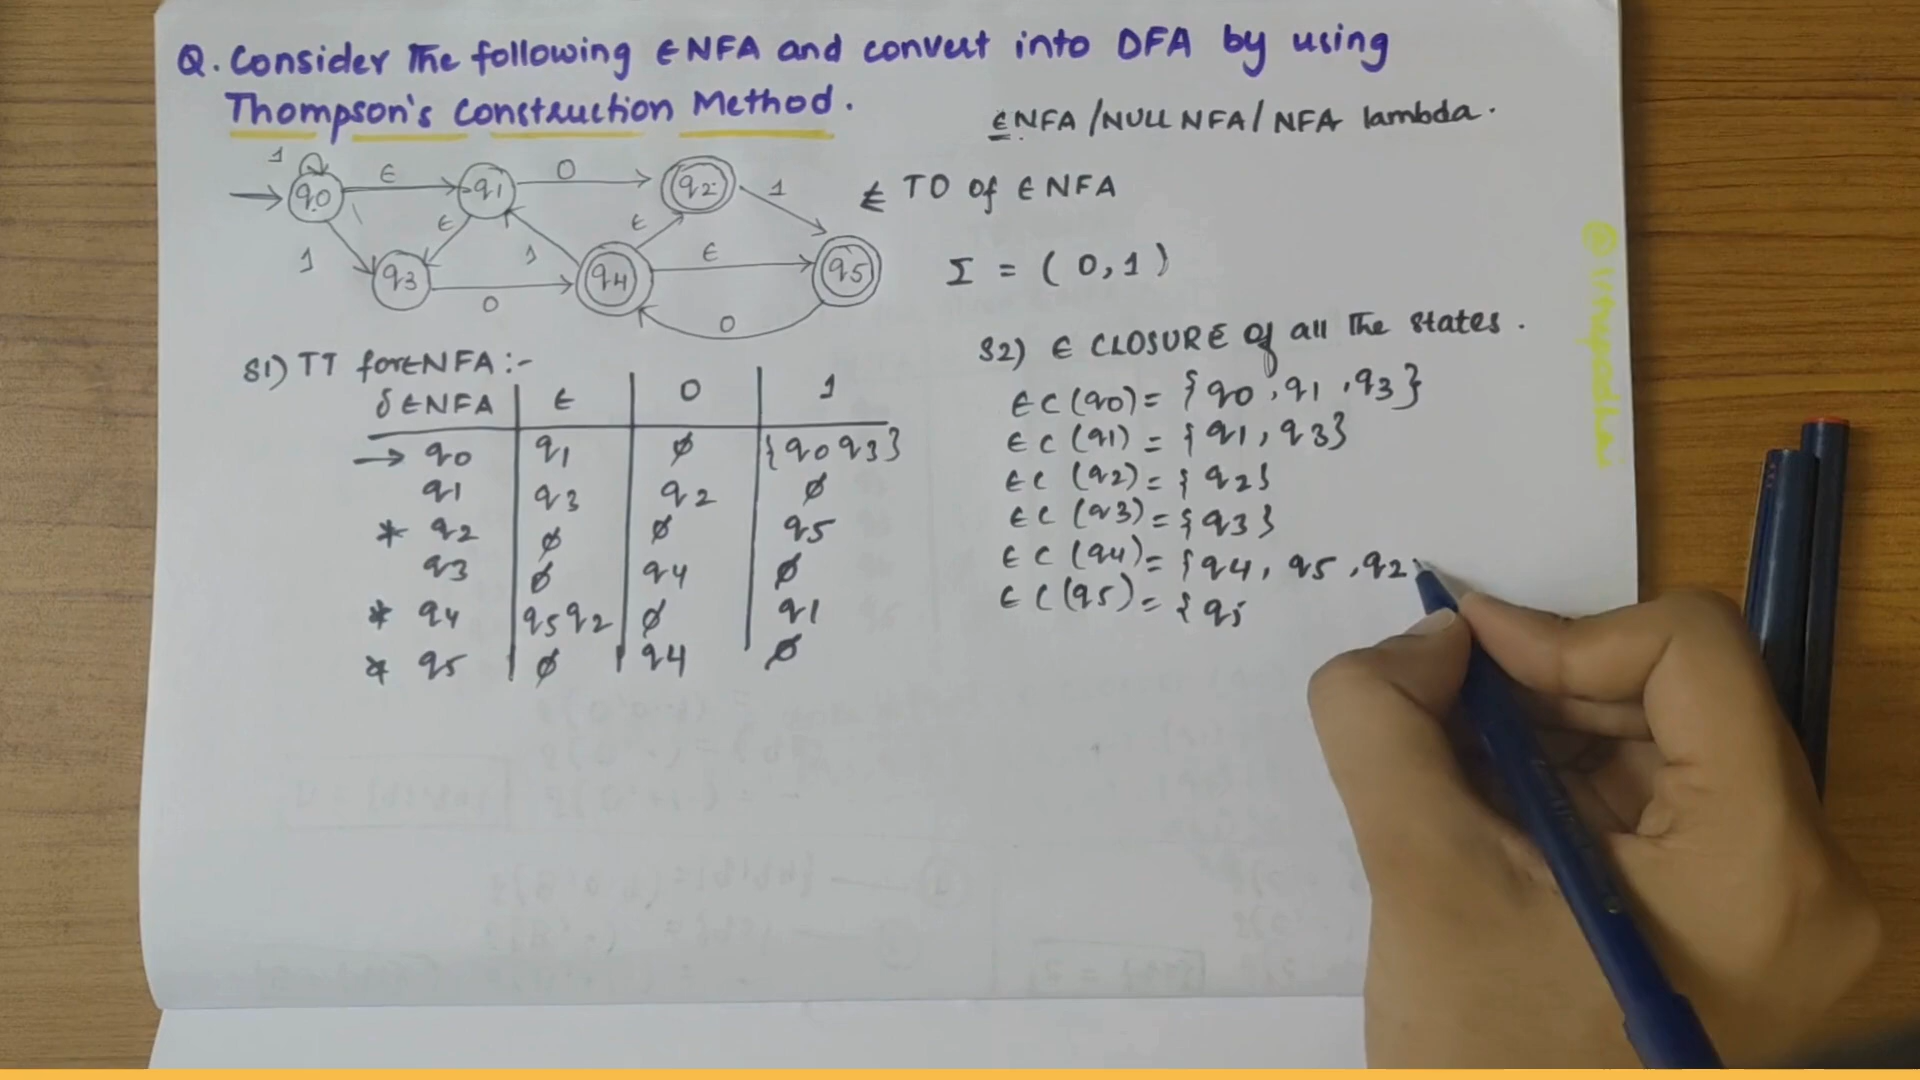 Q. Consider The following ϵNFA and convert into DFA by using
Thompson's Construction Method.
ϵNFA /NULL NFA/ NFA lambda.
1
q0 ϵ q1 0 q2 1
ϵ TD of ϵNFA
1 ϵ 1 ϵ ϵ
q3 0 q4 q5
0
Σ = (0,1)
S1) TT for ϵNFA :-
δϵNFA ϵ 0 1
→ q0 q1 ϕ {q0 q3}
q1 q3 q2 ϕ
* q2 ϕ ϕ q5
q3 ϕ q4 ϕ
* q4 q5 q2 ϕ q1
* q5 ϕ q4 ϕ
S2) ϵ CLOSURE of all The states.
ϵC(q0) = {q0, q1, q3}
ϵC(q1) = {q1, q3}
ϵC(q2) = {q2}
ϵC(q3) = {q3}
ϵC(q4) = {q4, q5, q2
ϵC(q5) = {q5